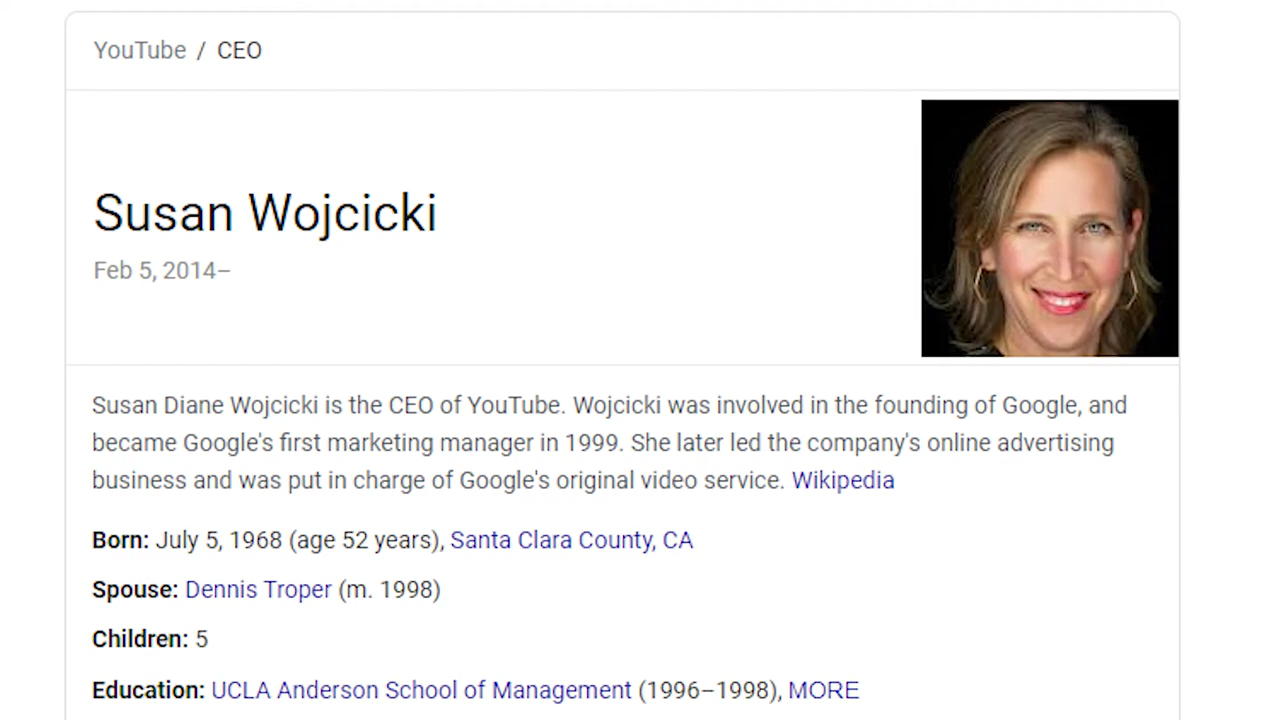 YouTube / CEO
Susan Wojcicki
Feb 5, 2014–
Susan Diane Wojcicki is the CEO of YouTube. Wojcicki was involved in the founding of Google, and
became Google's first marketing manager in 1999. She later led the company's online advertising
business and was put in charge of Google's original video service. Wikipedia
Born: July 5, 1968 (age 52 years), Santa Clara County, CA
Spouse: Dennis Troper (m. 1998)
Children: 5
Education: UCLA Anderson School of Management (1996–1998), MORE